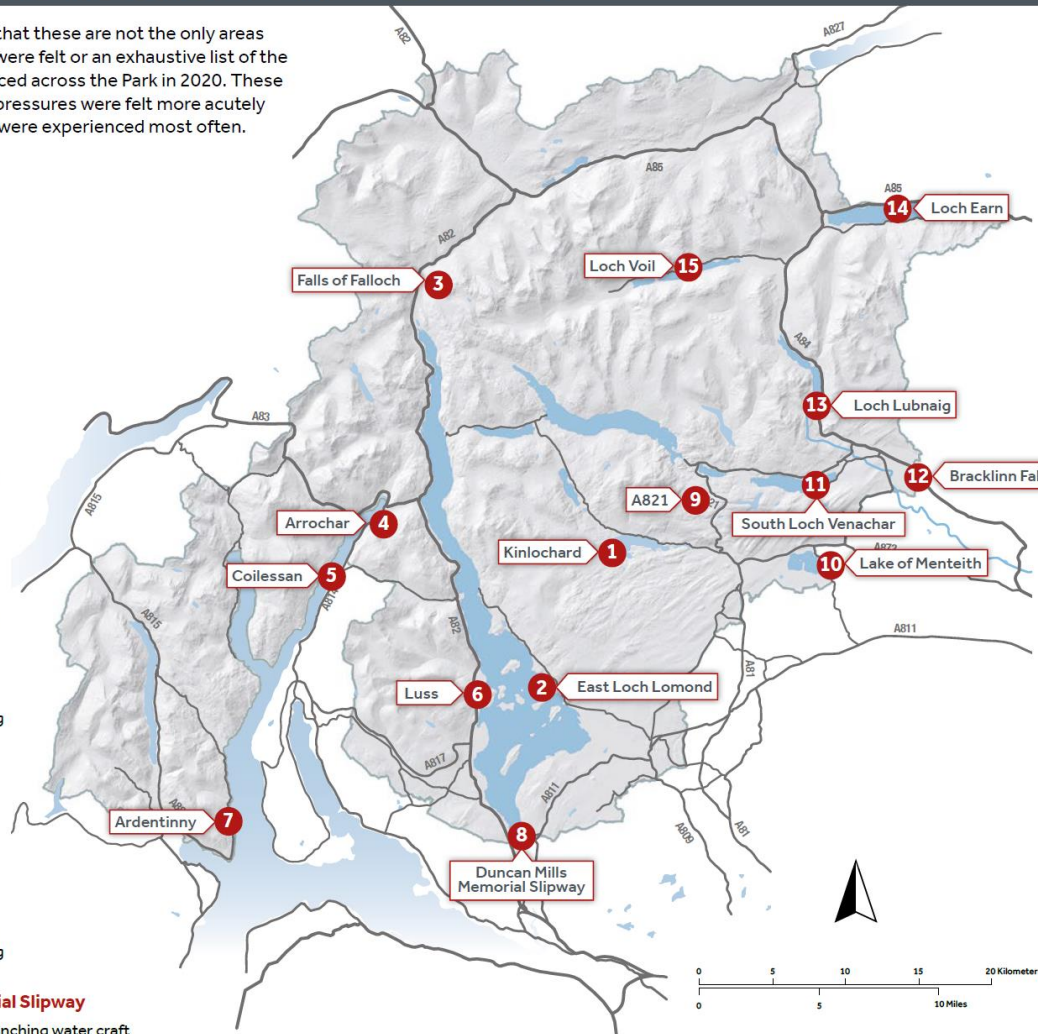 that these are not the only areas
were felt or an exhaustive list of the
ced across the Park in 2020. These
pressures were felt more acutely
were experienced most often.
A82
A827
A85
A85
14 Loch Earn
A82
Loch Voil 15
Falls of Falloch 3
A84
13 Loch Lubnaig
A83
12 Bracklinn Fal
11
A821 9
South Loch Venachar
A815
Arrochar 4
Kinlochard 1
10 Lake of Menteith
Coilessan 5
A814
A815
A82
A811
A81
Luss 6
2 East Loch Lomond
g
A817
A811
Ardentinny 7
8
A809
A81
Duncan Mills
Memorial Slipway
g
0 5 10 15 20 Kilometer
0 5 10 Miles
ial Slipway
nching water craft